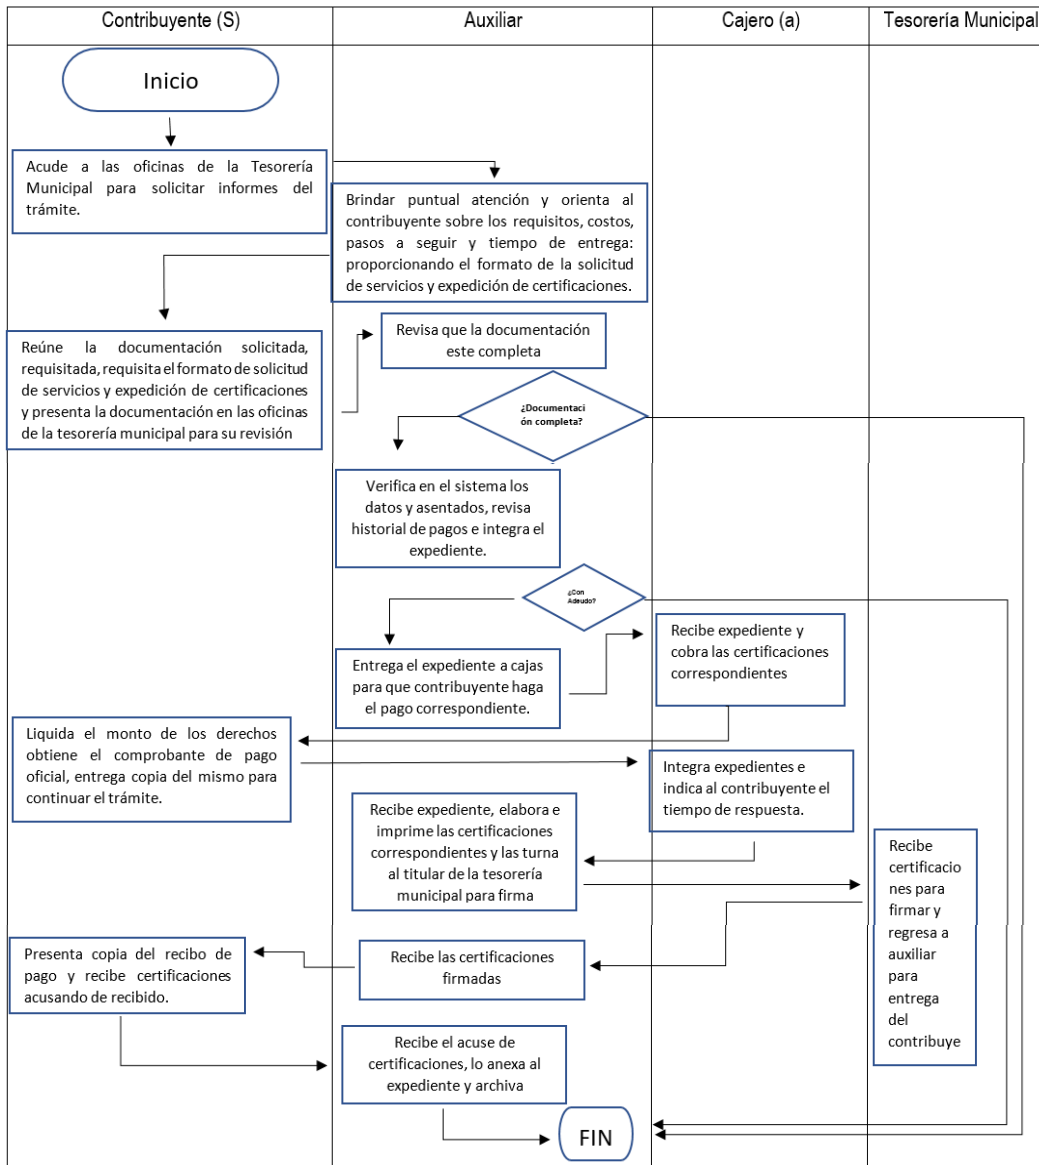 Contribuyente (S)
Auxiliar
Cajero (a)
Tesorería Municipal
Inicio
Acude a las oficinas de la Tesorería
Municipal para solicitar informes del
trámite.
Brindar puntual atención y orienta al
contribuyente sobre los requisitos, costos,
pasos a seguir y tiempo de entrega:
proporcionando el formato de la solicitud
de servicios y expedición de certificaciones.
Reúne la documentación solicitada,
requisitada, requisita el formato de solicitud
de servicios y expedición de certificaciones
y presenta la documentación en las oficinas
de la tesorería municipal para su revisión
Revisa que la documentación
este completa
¿Documentaci
ón completa?
Verifica en el sistema los
datos y asentados, revisa
historial de pagos e integra el
expediente.
¿Con
Adeudo?
Entrega el expediente a cajas
para que contribuyente haga
el pago correspondiente.
Recibe expediente y
cobra las certificaciones
correspondientes
Liquida el monto de los derechos
obtiene el comprobante de pago
oficial, entrega copia del mismo para
continuar el trámite.
Integra expedientes e
indica al contribuyente el
tiempo de respuesta.
Recibe expediente, elabora e
imprime las certificaciones
correspondientes y las turna
al titular de la tesorería
municipal para firma
Recibe
certificacio
nes para
firmar y
regresa a
auxiliar
para
entrega
del
contribuye
Recibe las certificaciones
firmadas
Presenta copia del recibo de
pago y recibe certificaciones
acusando de recibido.
Recibe el acuse de
certificaciones, lo anexa al
expediente y archiva
FIN